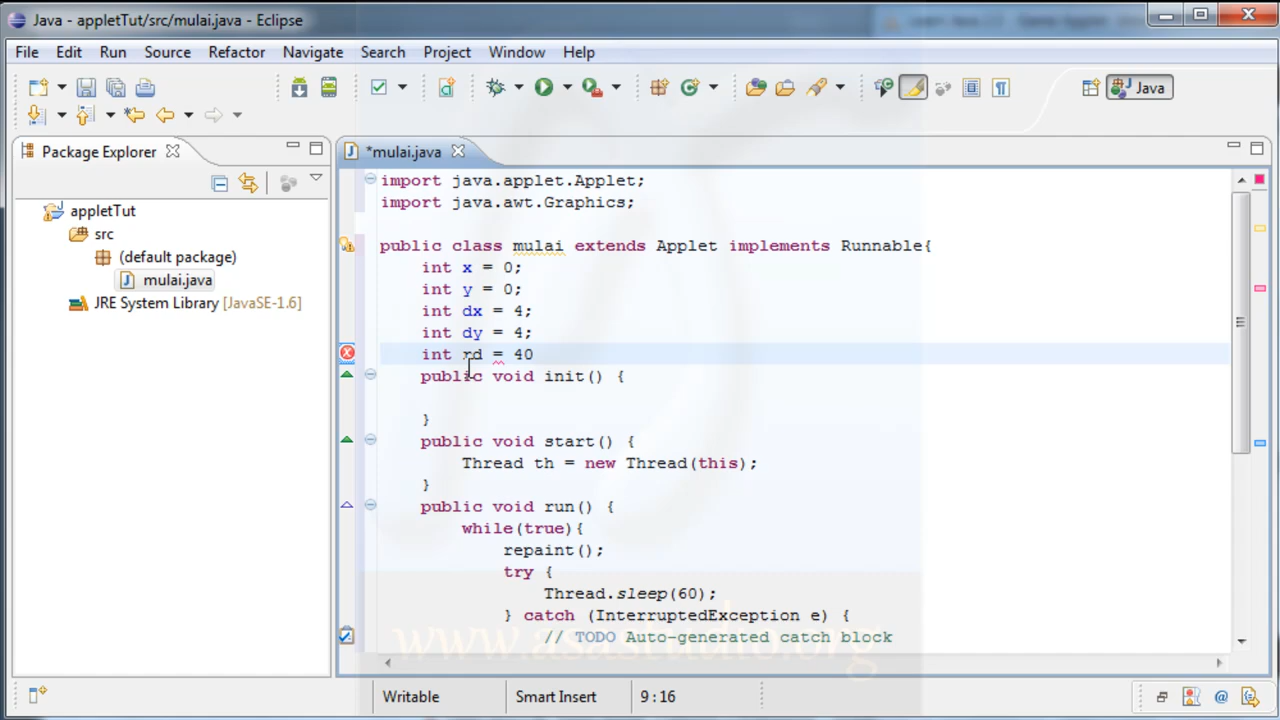 Java - appletTut/src/mulai.java - Eclipse
File Edit Run Source Refactor Navigate Search Project Window Help
Java
Package Explorer
*mulai.java
appletTut
src
(default package)
mulai.java
JRE System Library [JavaSE-1.6]
import java.applet.Applet;
import java.awt.Graphics;
public class mulai extends Applet implements Runnable{
int x = 0;
int y = 0;
int dx = 4;
int dy = 4;
int rd = 40
public void init() {
}
public void start() {
Thread th = new Thread(this);
}
public void run() {
while(true){
repaint();
try {
Thread.sleep(60);
} catch (InterruptedException e) {
// TODO Auto-generated catch block
www.asastudio.org
Writable Smart Insert 9:16